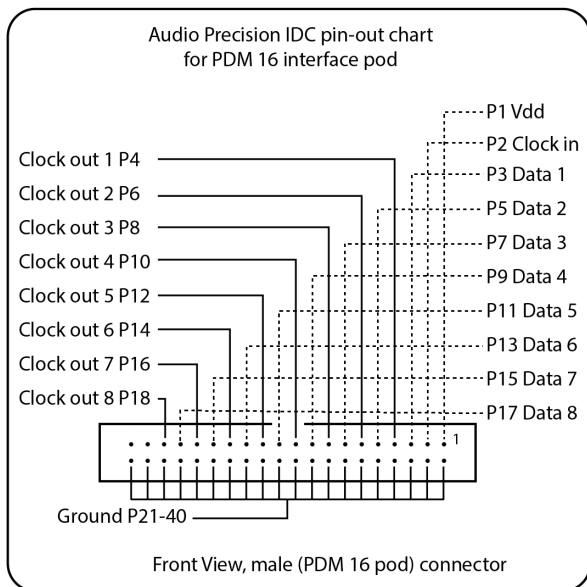 Audio Precision IDC pin-out chart
for PDM 16 interface pod
P1 Vdd
P2 Clock in
P3 Data 1
P5 Data 2
P7 Data 3
P9 Data 4
P11 Data 5
P13 Data 6
P15 Data 7
P17 Data 8
Clock out 1 P4
Clock out 2 P6
Clock out 3 P8
Clock out 4 P10
Clock out 5 P12
Clock out 6 P14
Clock out 7 P16
Clock out 8 P18
1
Ground P21-40
Front View, male (PDM 16 pod) connector